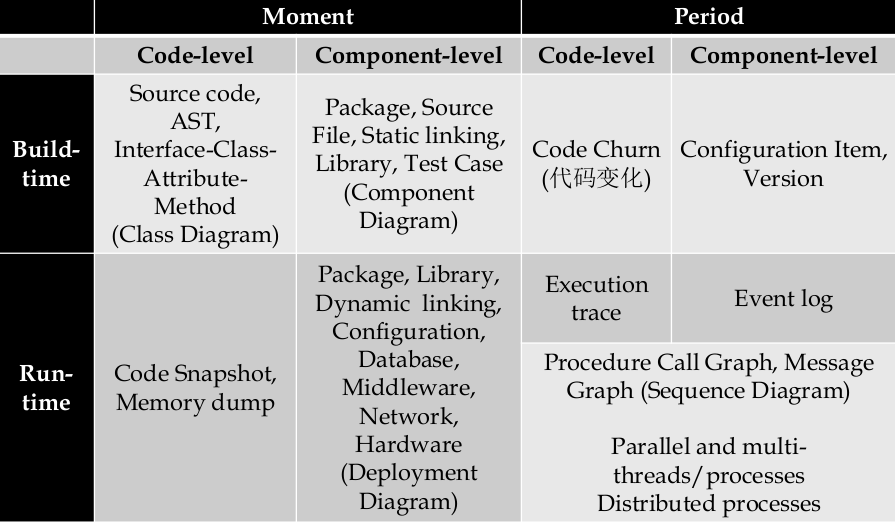 Moment
Period
Code-level
Component-level
Code-level
Component-level
Build-
time
Source code,
AST,
Interface-Class-
Attribute-
Method
(Class Diagram)
Package, Source
File, Static linking,
Library, Test Case
(Component
Diagram)
Code Churn
(代码变化)
Configuration Item,
Version
Run-
time
Code Snapshot,
Memory dump
Package, Library,
Dynamic linking,
Configuration,
Database,
Middleware,
Network,
Hardware
(Deployment
Diagram)
Execution
trace
Event log
Procedure Call Graph, Message
Graph (Sequence Diagram)
Parallel and multi-
threads/processes
Distributed processes